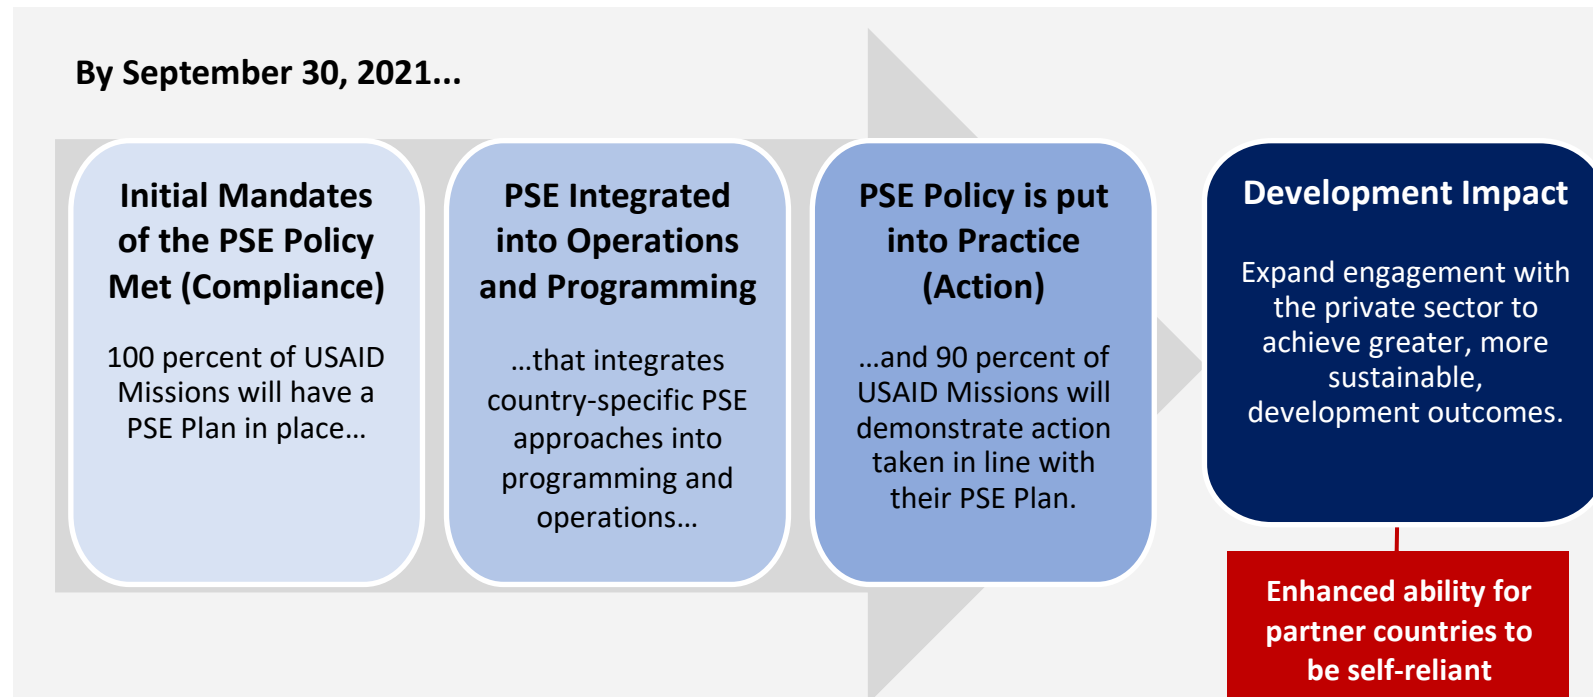 By September 30, 2021...
Initial Mandates
of the PSE Policy
Met (Compliance)
100 percent of USAID
Missions will have a
PSE Plan in place…
PSE Integrated
into Operations
and Programming
…that integrates
country-specific PSE
approaches into
programming and
operations…
PSE Policy is put
into Practice
(Action)
…and 90 percent of
USAID Missions will
demonstrate action
taken in line with
their PSE Plan.
Development Impact
Expand engagement with
the private sector to
achieve greater, more
sustainable,
development outcomes.
Enhanced ability for
partner countries to
be self-reliant